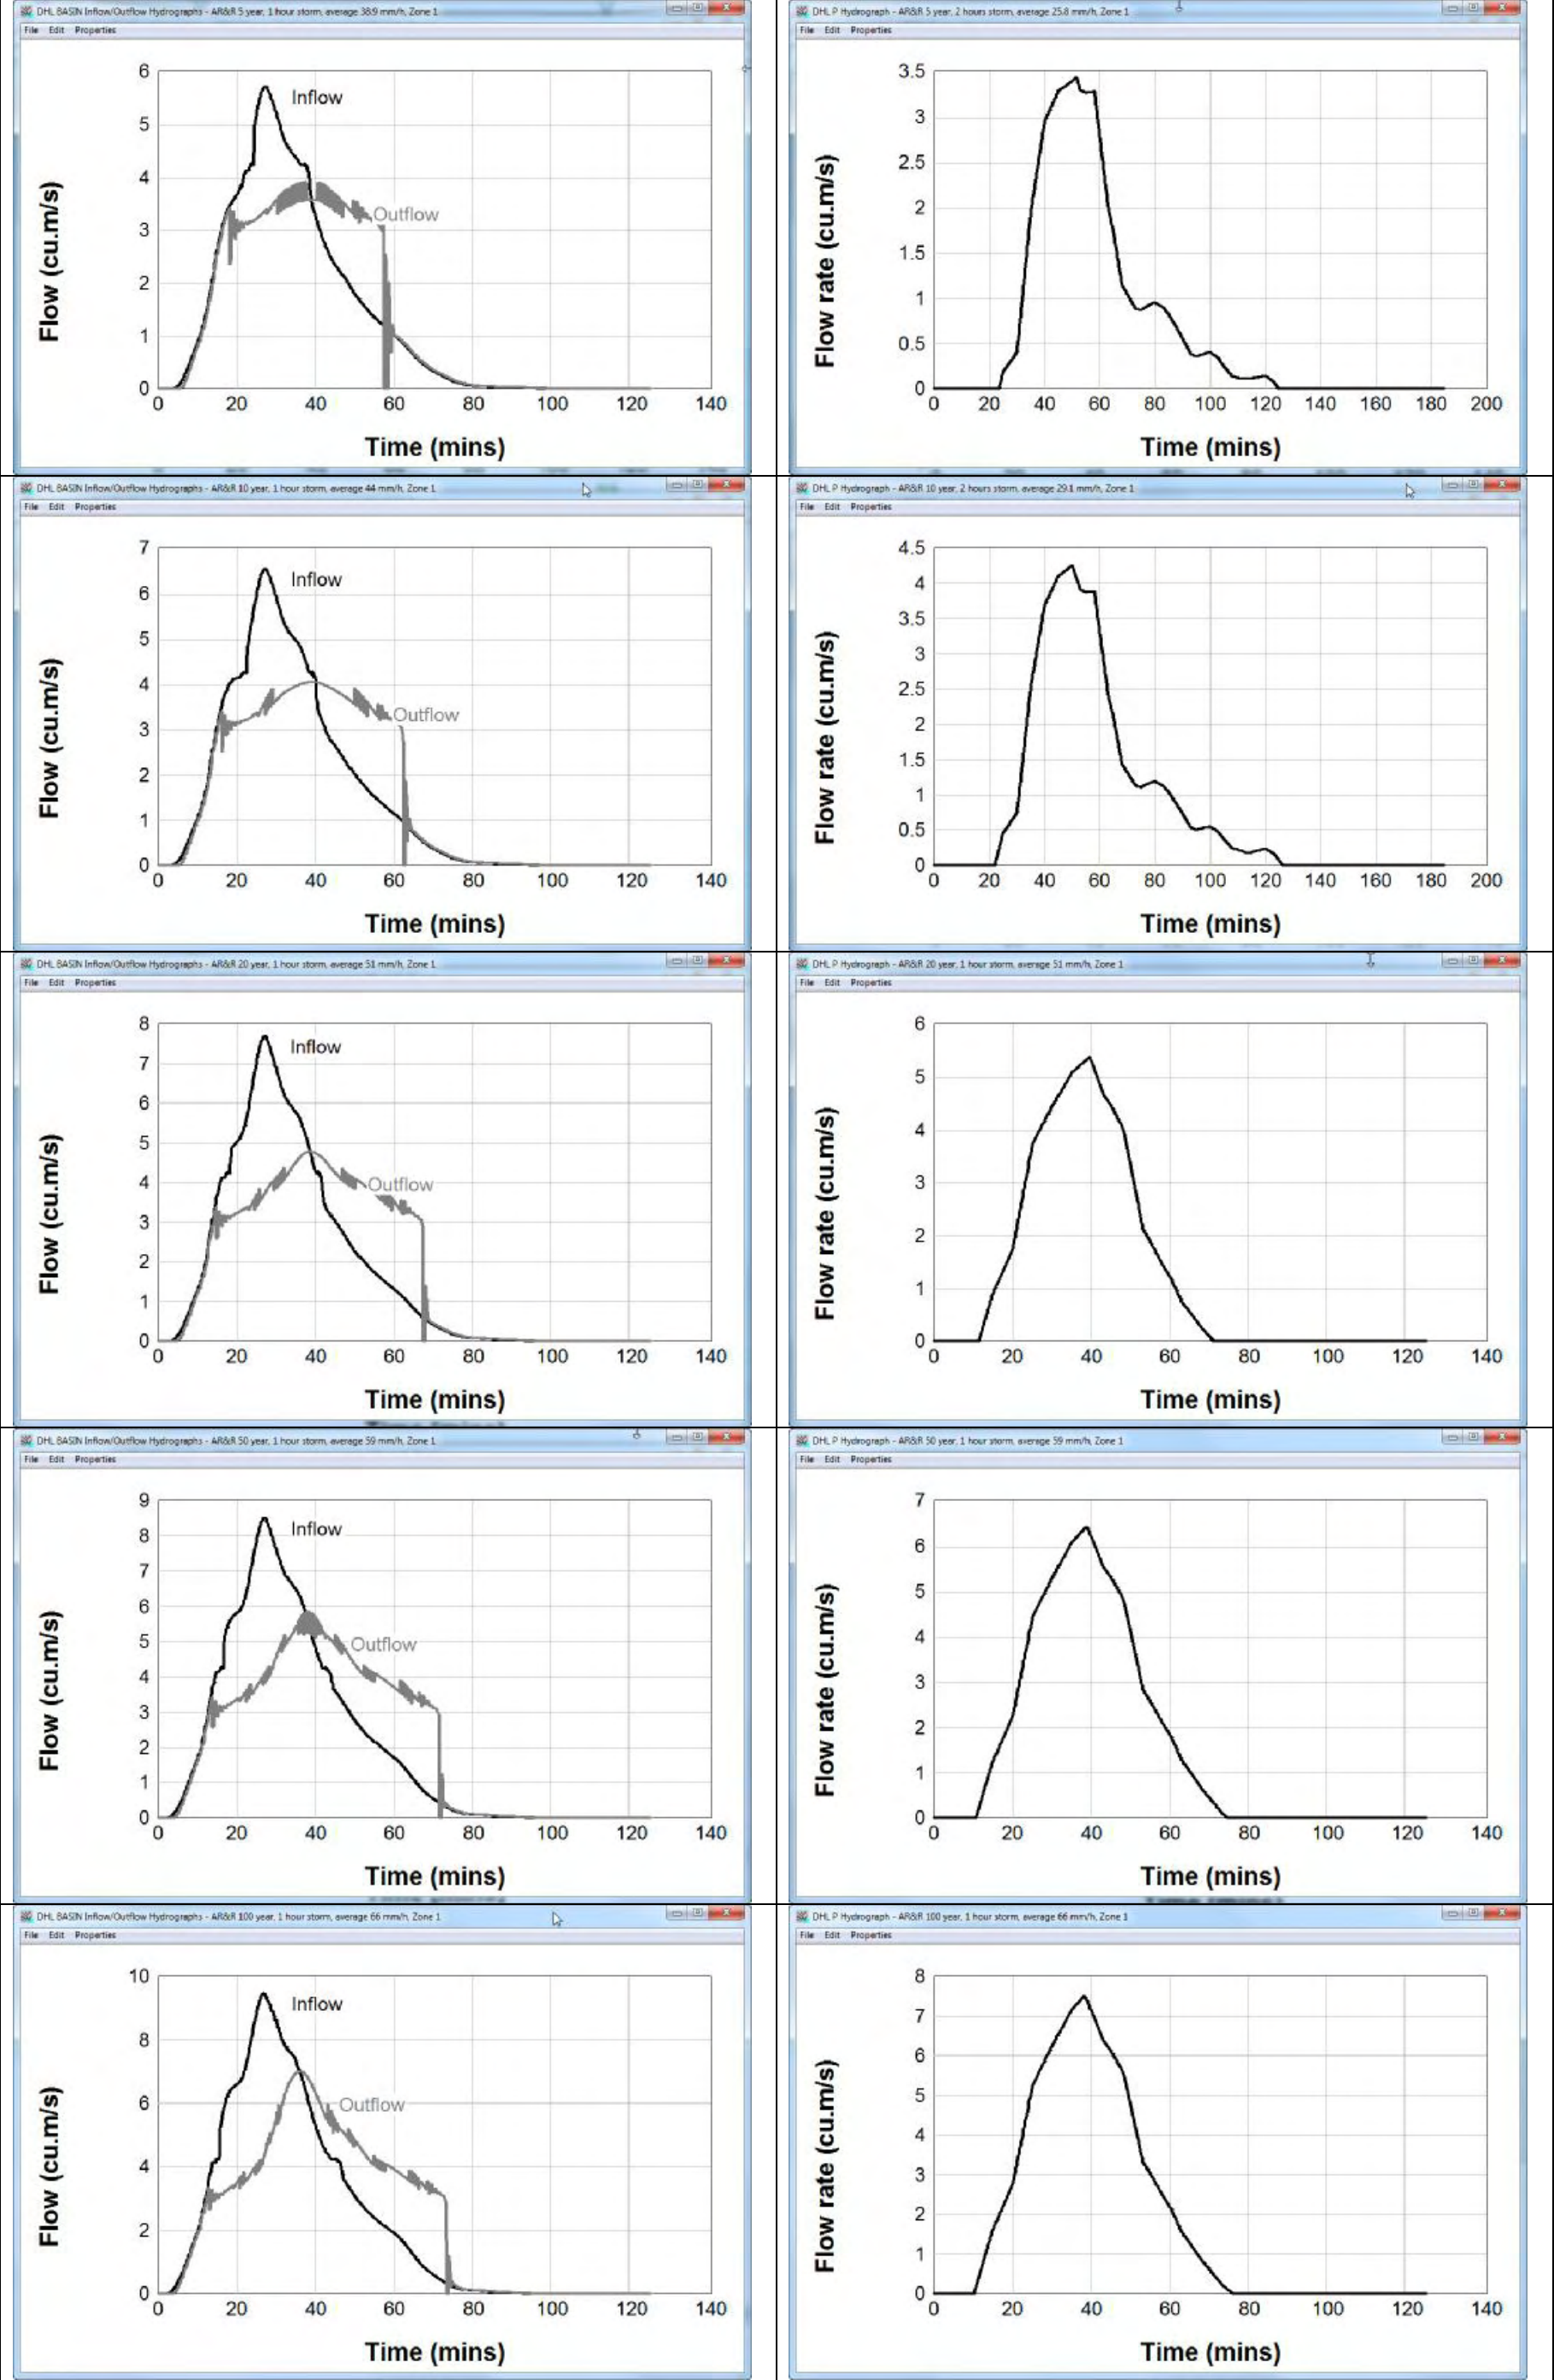 DHL BASIN Inflow/Outflow Hydrographs - AR&R 5 year, 1 hour storm, average 38.9 mm/h, Zone 1
File Edit Properties
6
5
4
3
2
1
0
Inflow
Outflow
Flow (cu.m/s)
0 20 40 60 80 100 120 140
Time (mins)
DHL P Hydrograph - AR&R 5 year, 2 hours storm, average 25.8 mm/h, Zone 1
File Edit Properties
3.5
3
2.5
2
1.5
1
0.5
0
Flow rate (cu.m/s)
0 20 40 60 80 100 120 140 160 180 200
Time (mins)
DHL BASIN Inflow/Outflow Hydrographs - AR&R 10 year, 1 hour storm, average 44 mm/h, Zone 1
File Edit Properties
7
6
5
4
3
2
1
0
Inflow
Outflow
Flow (cu.m/s)
0 20 40 60 80 100 120 140
Time (mins)
DHL P Hydrograph - AR&R 10 year, 2 hours storm, average 29.1 mm/h, Zone 1
File Edit Properties
4.5
4
3.5
3
2.5
2
1.5
1
0.5
0
Flow rate (cu.m/s)
0 20 40 60 80 100 120 140 160 180 200
Time (mins)
DHL BASIN Inflow/Outflow Hydrographs - AR&R 20 year, 1 hour storm, average 51 mm/h, Zone 1
File Edit Properties
8
7
6
5
4
3
2
1
0
Inflow
Outflow
Flow (cu.m/s)
0 20 40 60 80 100 120 140
Time (mins)
DHL P Hydrograph - AR&R 20 year, 1 hour storm, average 51 mm/h, Zone 1
File Edit Properties
6
5
4
3
2
1
0
Flow rate (cu.m/s)
0 20 40 60 80 100 120 140
Time (mins)
DHL BASIN Inflow/Outflow Hydrographs - AR&R 50 year, 1 hour storm, average 59 mm/h, Zone 1
File Edit Properties
9
8
7
6
5
4
3
2
1
0
Inflow
Outflow
Flow (cu.m/s)
0 20 40 60 80 100 120 140
Time (mins)
DHL P Hydrograph - AR&R 50 year, 1 hour storm, average 59 mm/h, Zone 1
File Edit Properties
7
6
5
4
3
2
1
0
Flow rate (cu.m/s)
0 20 40 60 80 100 120 140
Time (mins)
DHL BASIN Inflow/Outflow Hydrographs - AR&R 100 year, 1 hour storm, average 66 mm/h, Zone 1
File Edit Properties
10
8
6
4
2
0
Inflow
Outflow
Flow (cu.m/s)
0 20 40 60 80 100 120 140
Time (mins)
DHL P Hydrograph - AR&R 100 year, 1 hour storm, average 66 mm/h, Zone 1
File Edit Properties
8
7
6
5
4
3
2
1
0
Flow rate (cu.m/s)
0 20 40 60 80 100 120 140
Time (mins)